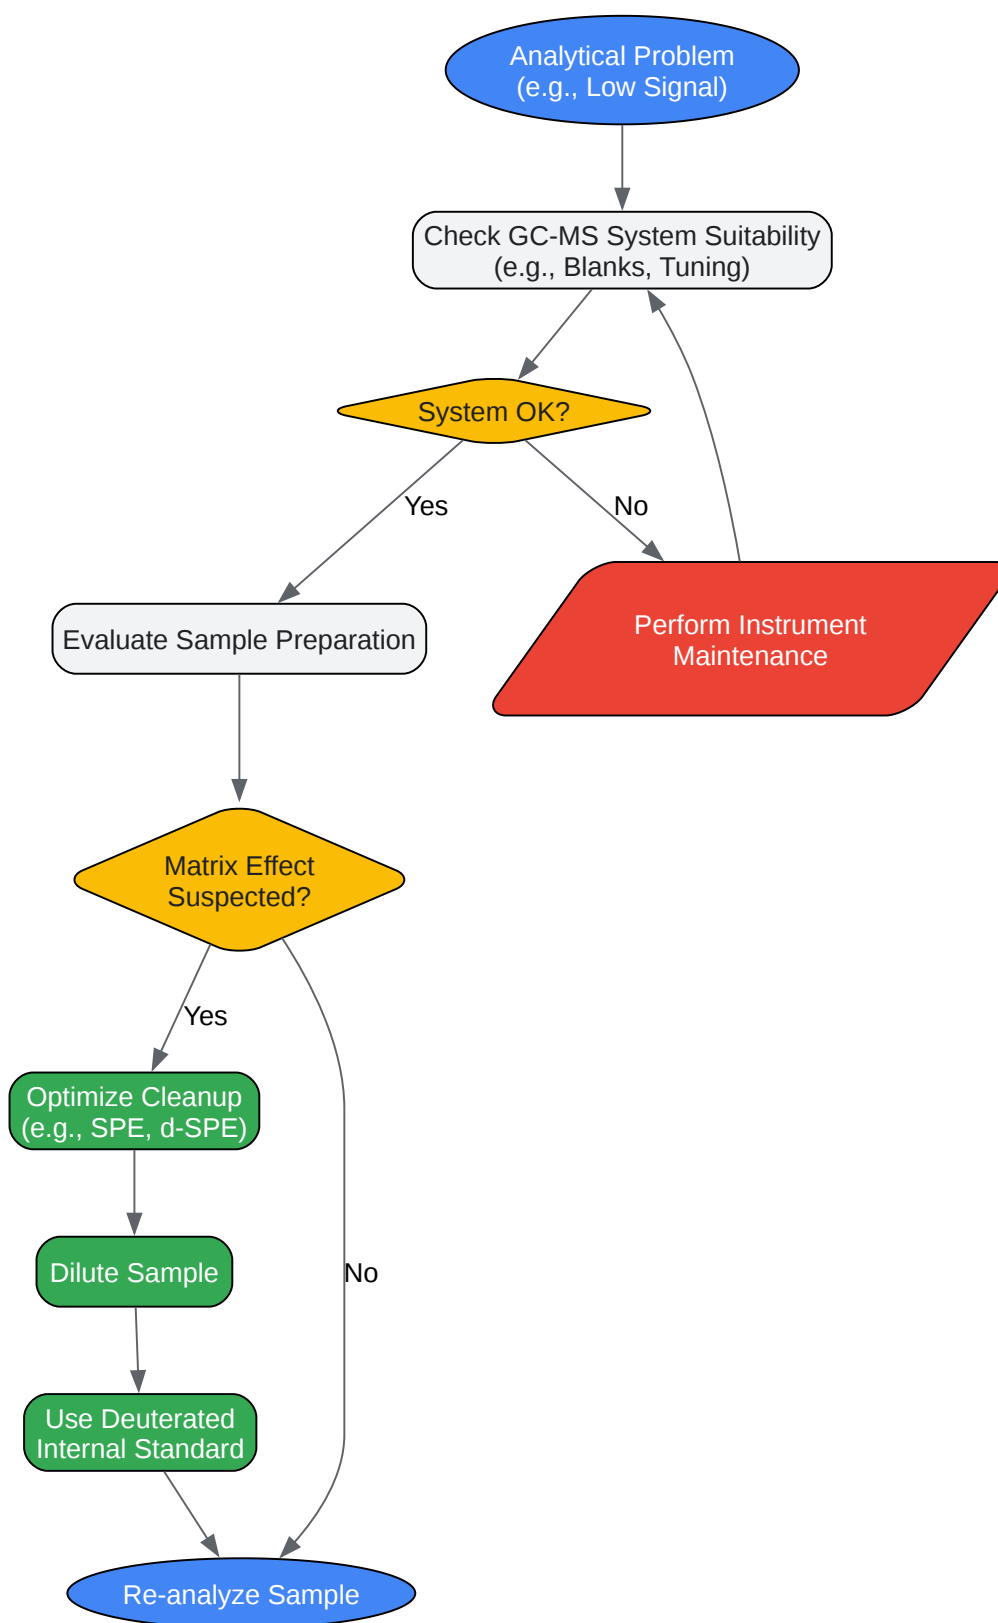 Analytical Problem
(e.g., Low Signal)
Check GC-MS System Suitability
(e.g., Blanks, Tuning)
System OK?
Yes
No
Evaluate Sample Preparation
Perform Instrument
Maintenance
Matrix Effect
Suspected?
Yes
Optimize Cleanup
(e.g., SPE, d-SPE)
Dilute Sample
No
Use Deuterated
Internal Standard
Re-analyze Sample